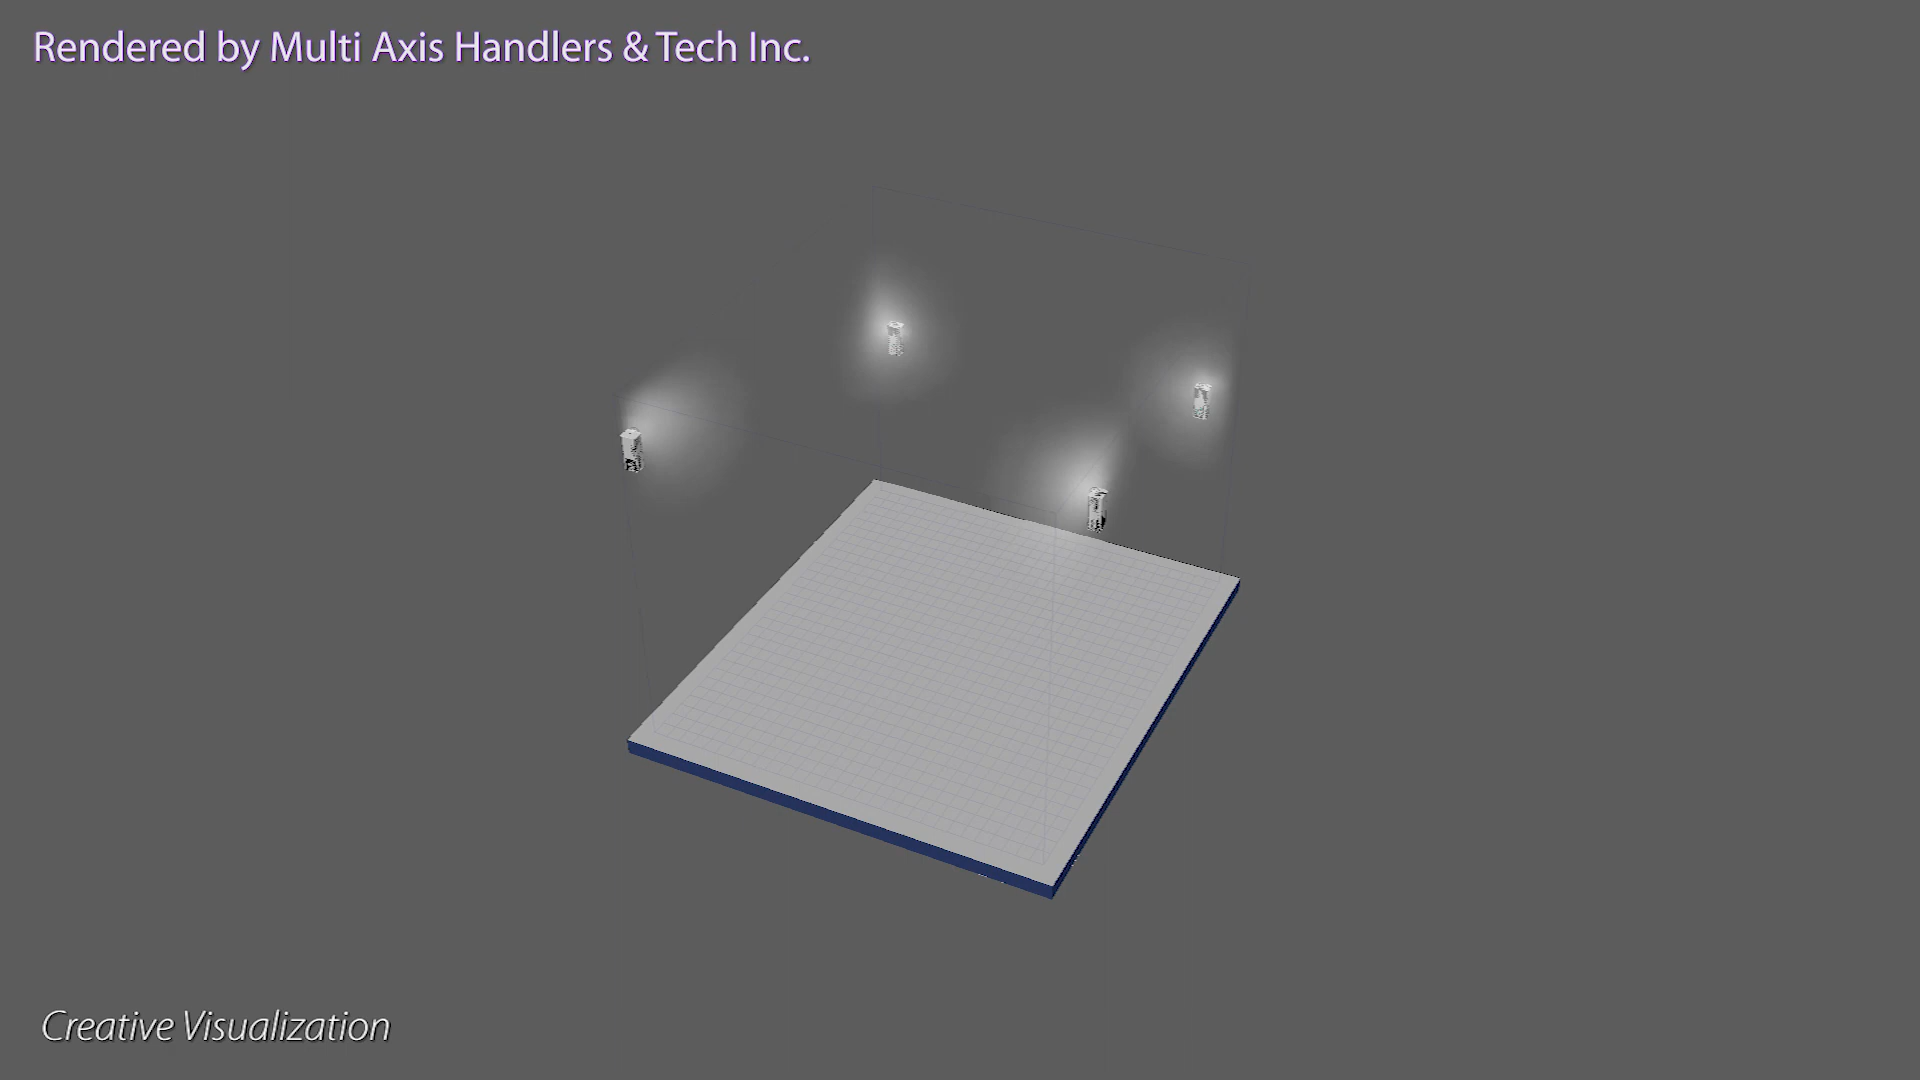 Rendered by Multi Axis Handlers & Tech Inc.
Creative Visualization